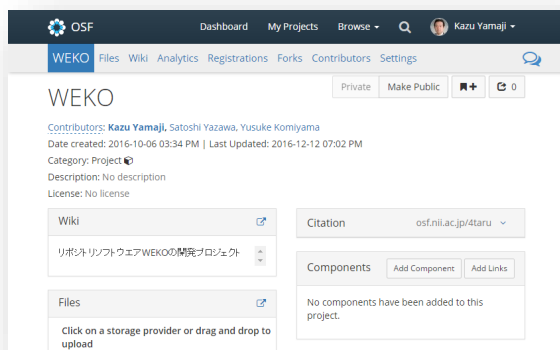 OSF Dashboard My Projects Browse Kazu Yamaji
WEKO Files Wiki Analytics Registrations Forks Contributors Settings
WEKO
Private Make Public 0
Contributors: Kazu Yamaji, Satoshi Yazawa, Yusuke Komiyama
Date created: 2016-10-06 03:34 PM | Last Updated: 2016-12-12 07:02 PM
Category: Project
Description: No description
License: No license
Wiki
リポジトリソフトウエアWEKOの開発プロジェクト
Files
Click on a storage provider or drag and drop to
upload
Citation osf.nii.ac.jp/4taru
Components Add Component Add Links
No components have been added to this
project.